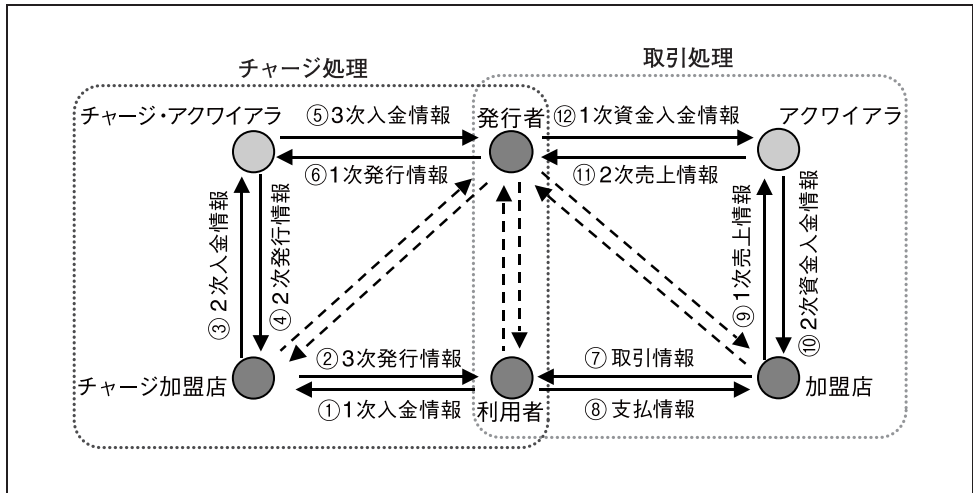 チャージ処理
取引処理
チャージ・アクワイアラ
⑤3次入金情報
発行者
⑫1次資金入金情報
アクワイアラ
⑥1次発行情報
⑪2次売上情報
③2次入金情報
④2次発行情報
⑨1次売上情報
⑩2次資金入金情報
チャージ加盟店
②3次発行情報
⑦取引情報
加盟店
①1次入金情報
利用者
⑧支払情報